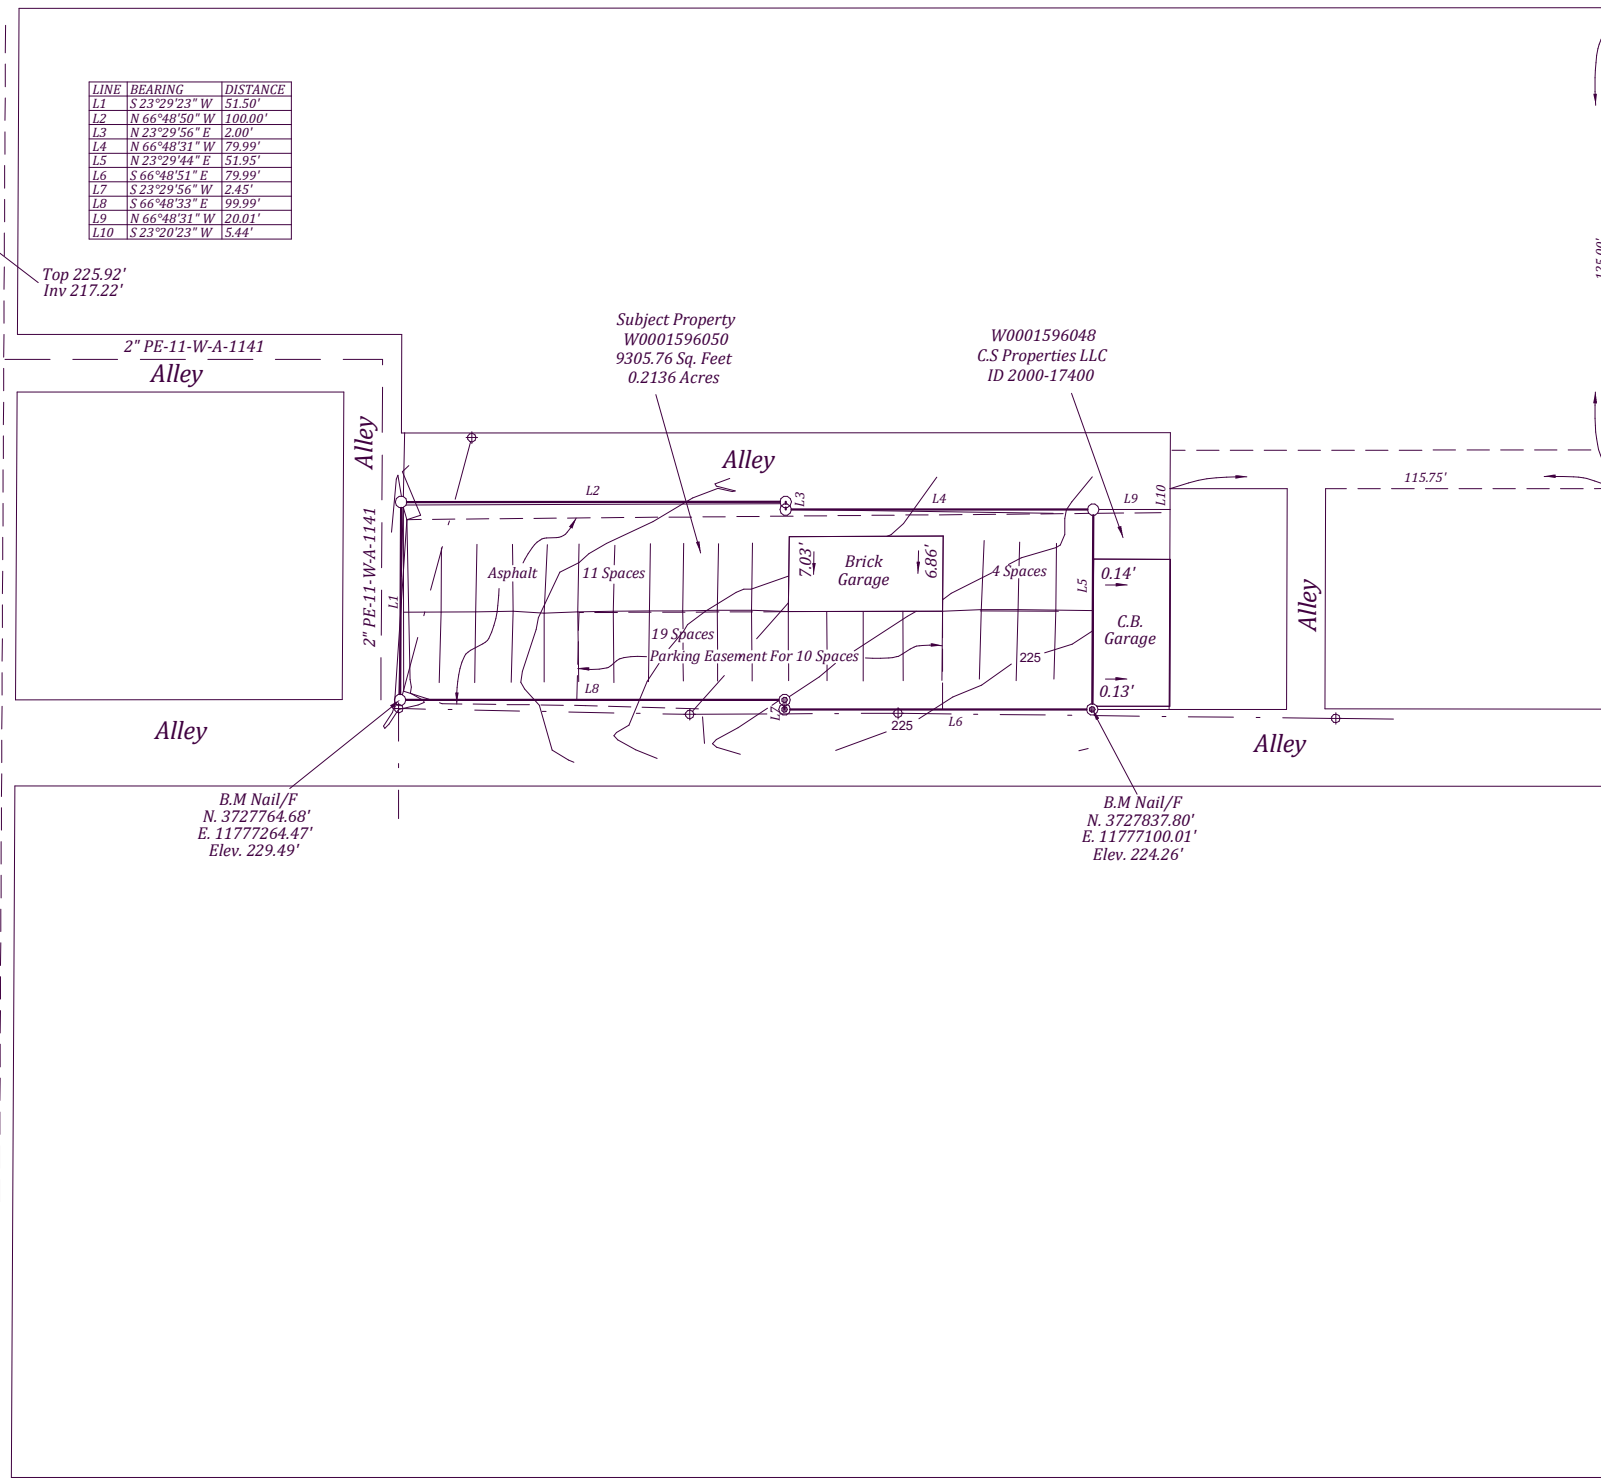 LINE BEARING DISTANCE
L1 S 23°29'23" W 51.50'
L2 N 66°48'50" W 100.00'
L3 N 23°29'56" E 2.00'
L4 N 66°48'31" W 79.99'
L5 N 23°29'44" E 51.95'
L6 S 66°48'51" E 79.99'
L7 S 23°29'56" W 2.45'
L8 S 66°48'33" E 99.99'
L9 N 66°48'31" W 20.01'
L10 S 23°20'23" W 5.44'
Top 225.92'
Inv 217.22'
2" PE-11-W-A-1141
Alley
Alley
2" PE-11-W-A-1141
Subject Property
W0001596050
9305.76 Sq. Feet
0.2136 Acres
W0001596048
C.S Properties LLC
ID 2000-17400
Alley
L2
L3
L4
L9
L10
115.75'
L1
Asphalt
11 Spaces
7.03'
Brick
Garage
6.86'
4 Spaces
L5
0.14'
C.B.
Garage
0.13'
Alley
19 Spaces
Parking Easement For 10 Spaces
225
L8
L7
225
L6
Alley
Alley
B.M Nail/F
N. 3727764.68'
E. 11777264.47'
Elev. 229.49'
B.M Nail/F
N. 3727837.80'
E. 11777100.01'
Elev. 224.26'